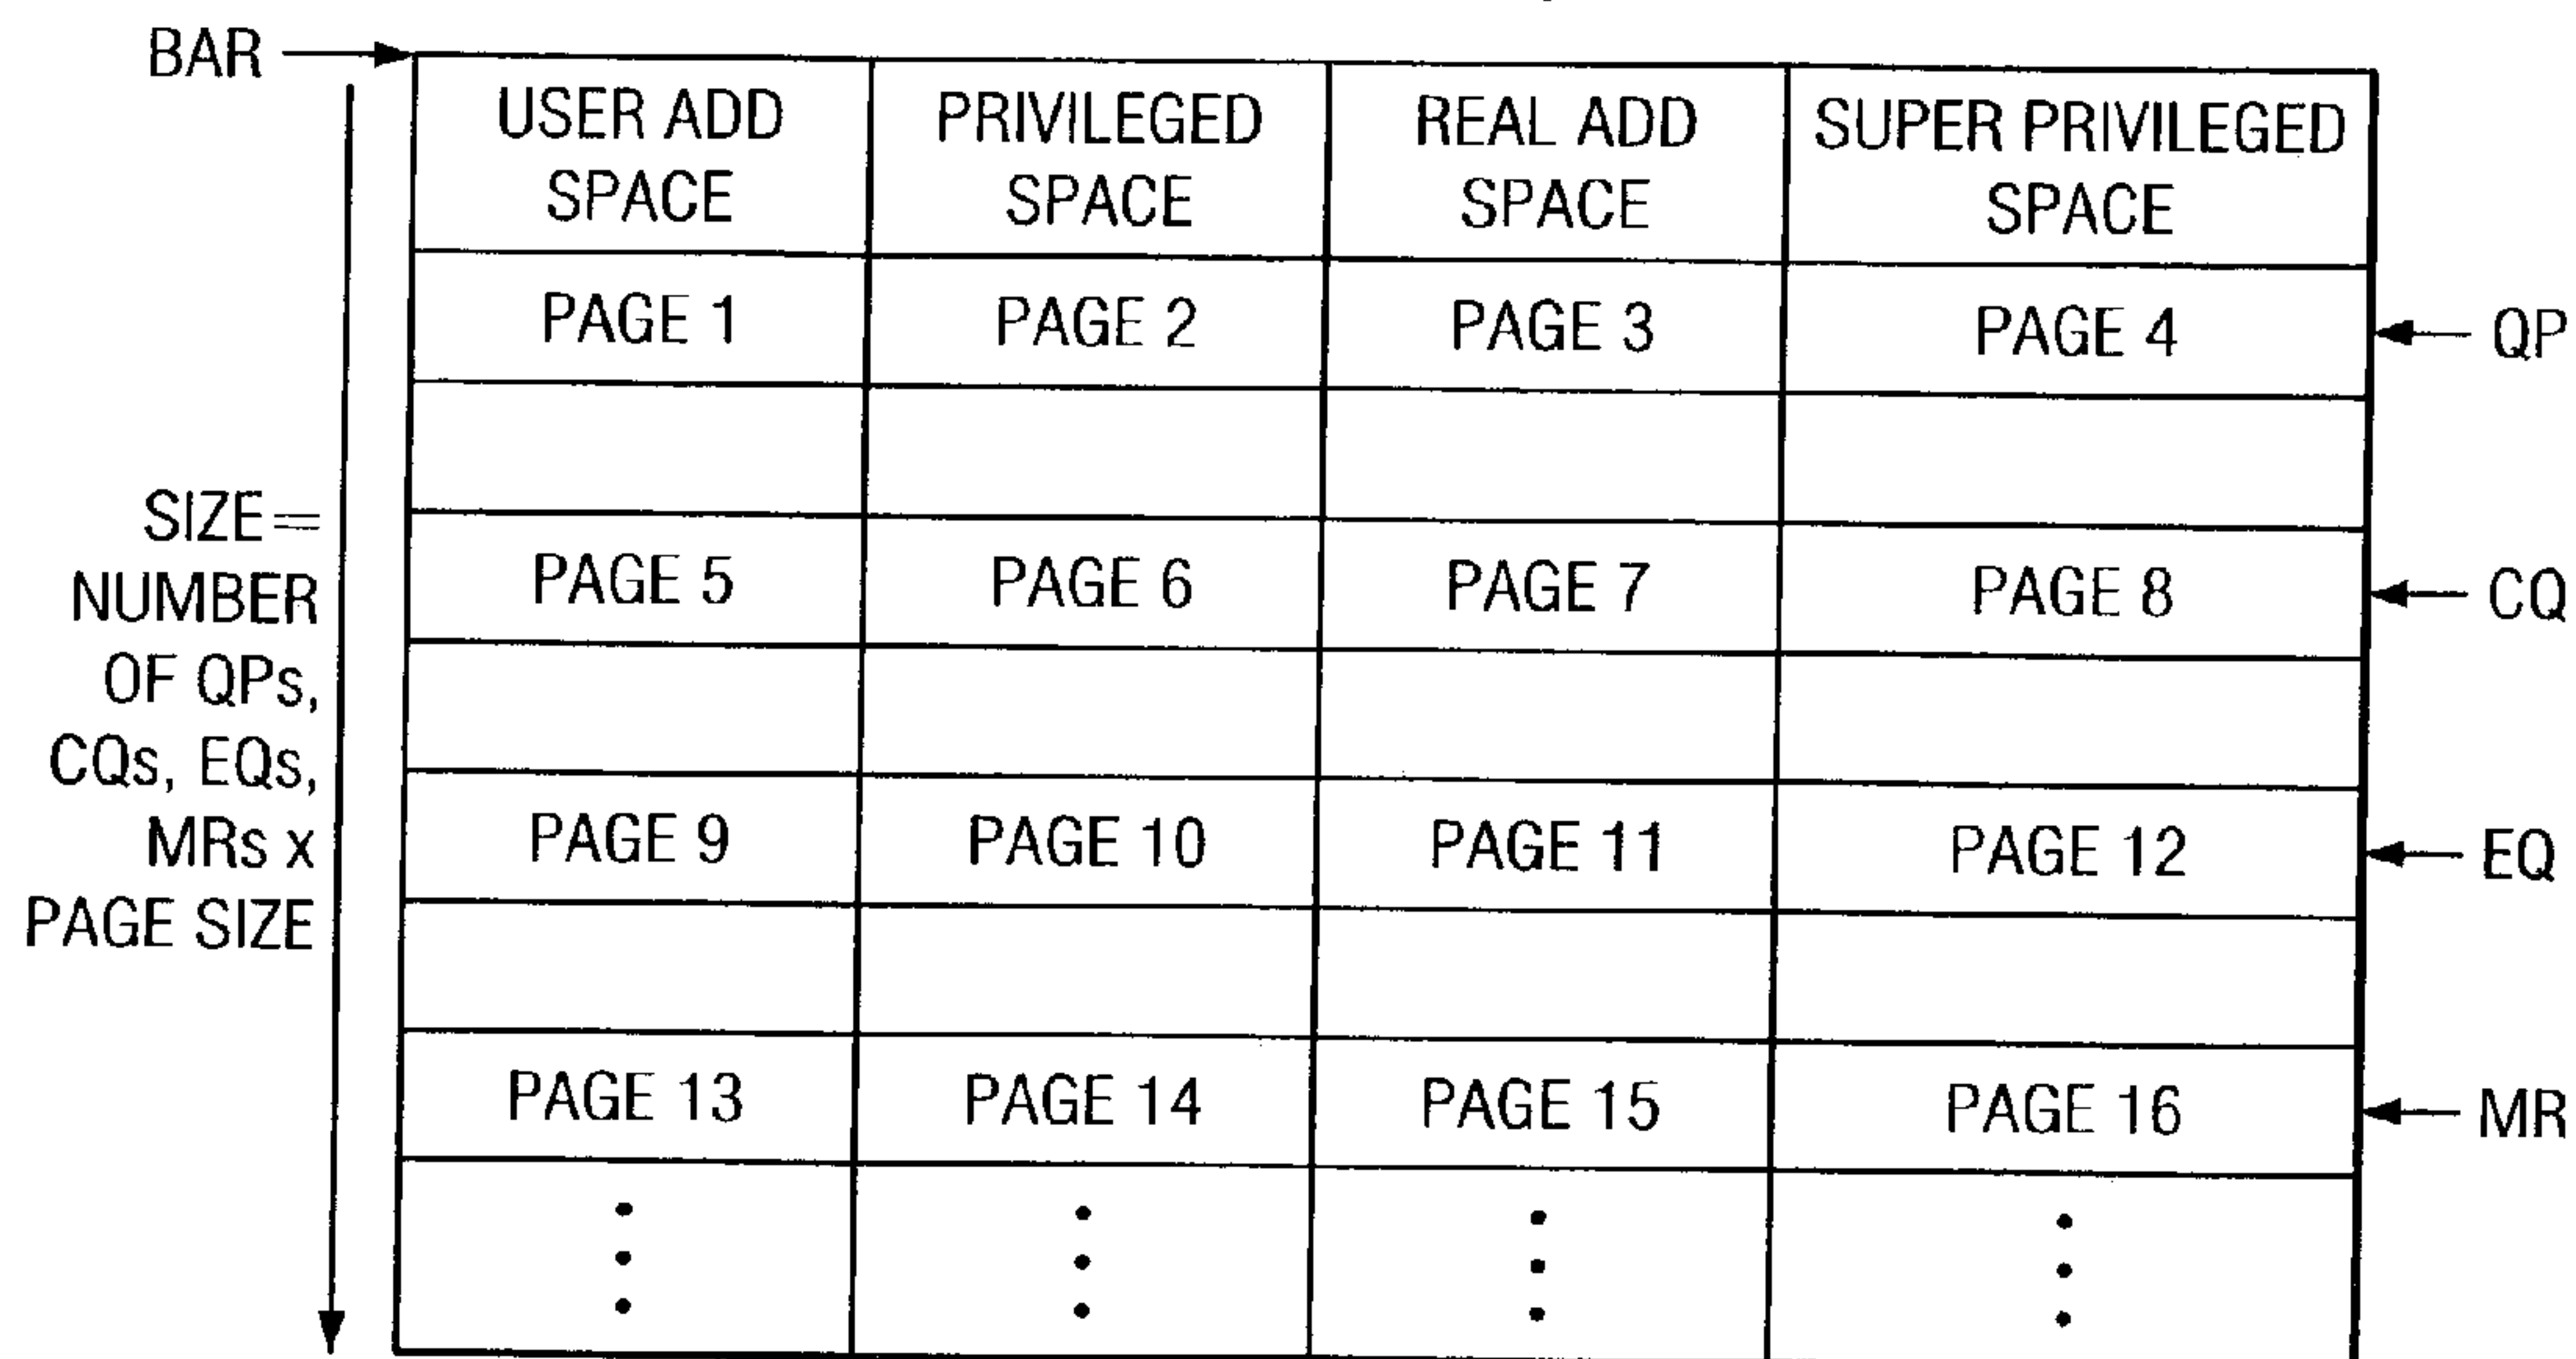 BAR
USER ADD
SPACE
PRIVILEGED
SPACE
REAL ADD
SPACE
SUPER PRIVILEGED
SPACE
PAGE 1
PAGE 2
PAGE 3
PAGE 4
QP
SIZE=
NUMBER
OF QPs,
CQs, EQs,
MRs x
PAGE SIZE
PAGE 5
PAGE 6
PAGE 7
PAGE 8
CQ
PAGE 9
PAGE 10
PAGE 11
PAGE 12
EQ
PAGE 13
PAGE 14
PAGE 15
PAGE 16
MR